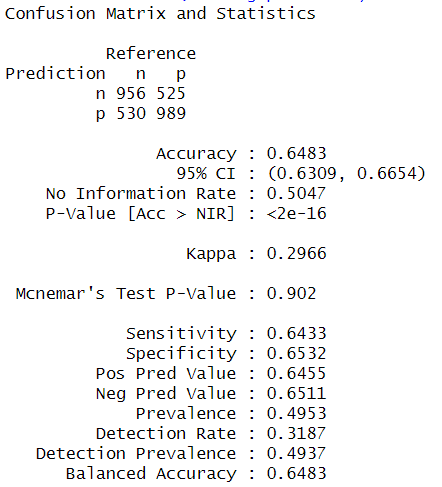 Confusion Matrix and Statistics
Reference
Prediction n p
n 956 525
p 530 989
Accuracy : 0.6483
95% CI : (0.6309, 0.6654)
No Information Rate : 0.5047
P-Value [Acc > NIR] : <2e-16
Kappa : 0.2966
Mcnemar's Test P-Value : 0.902
Sensitivity : 0.6433
Specificity : 0.6532
Pos Pred Value : 0.6455
Neg Pred Value : 0.6511
Prevalence : 0.4953
Detection Rate : 0.3187
Detection Prevalence : 0.4937
Balanced Accuracy : 0.6483